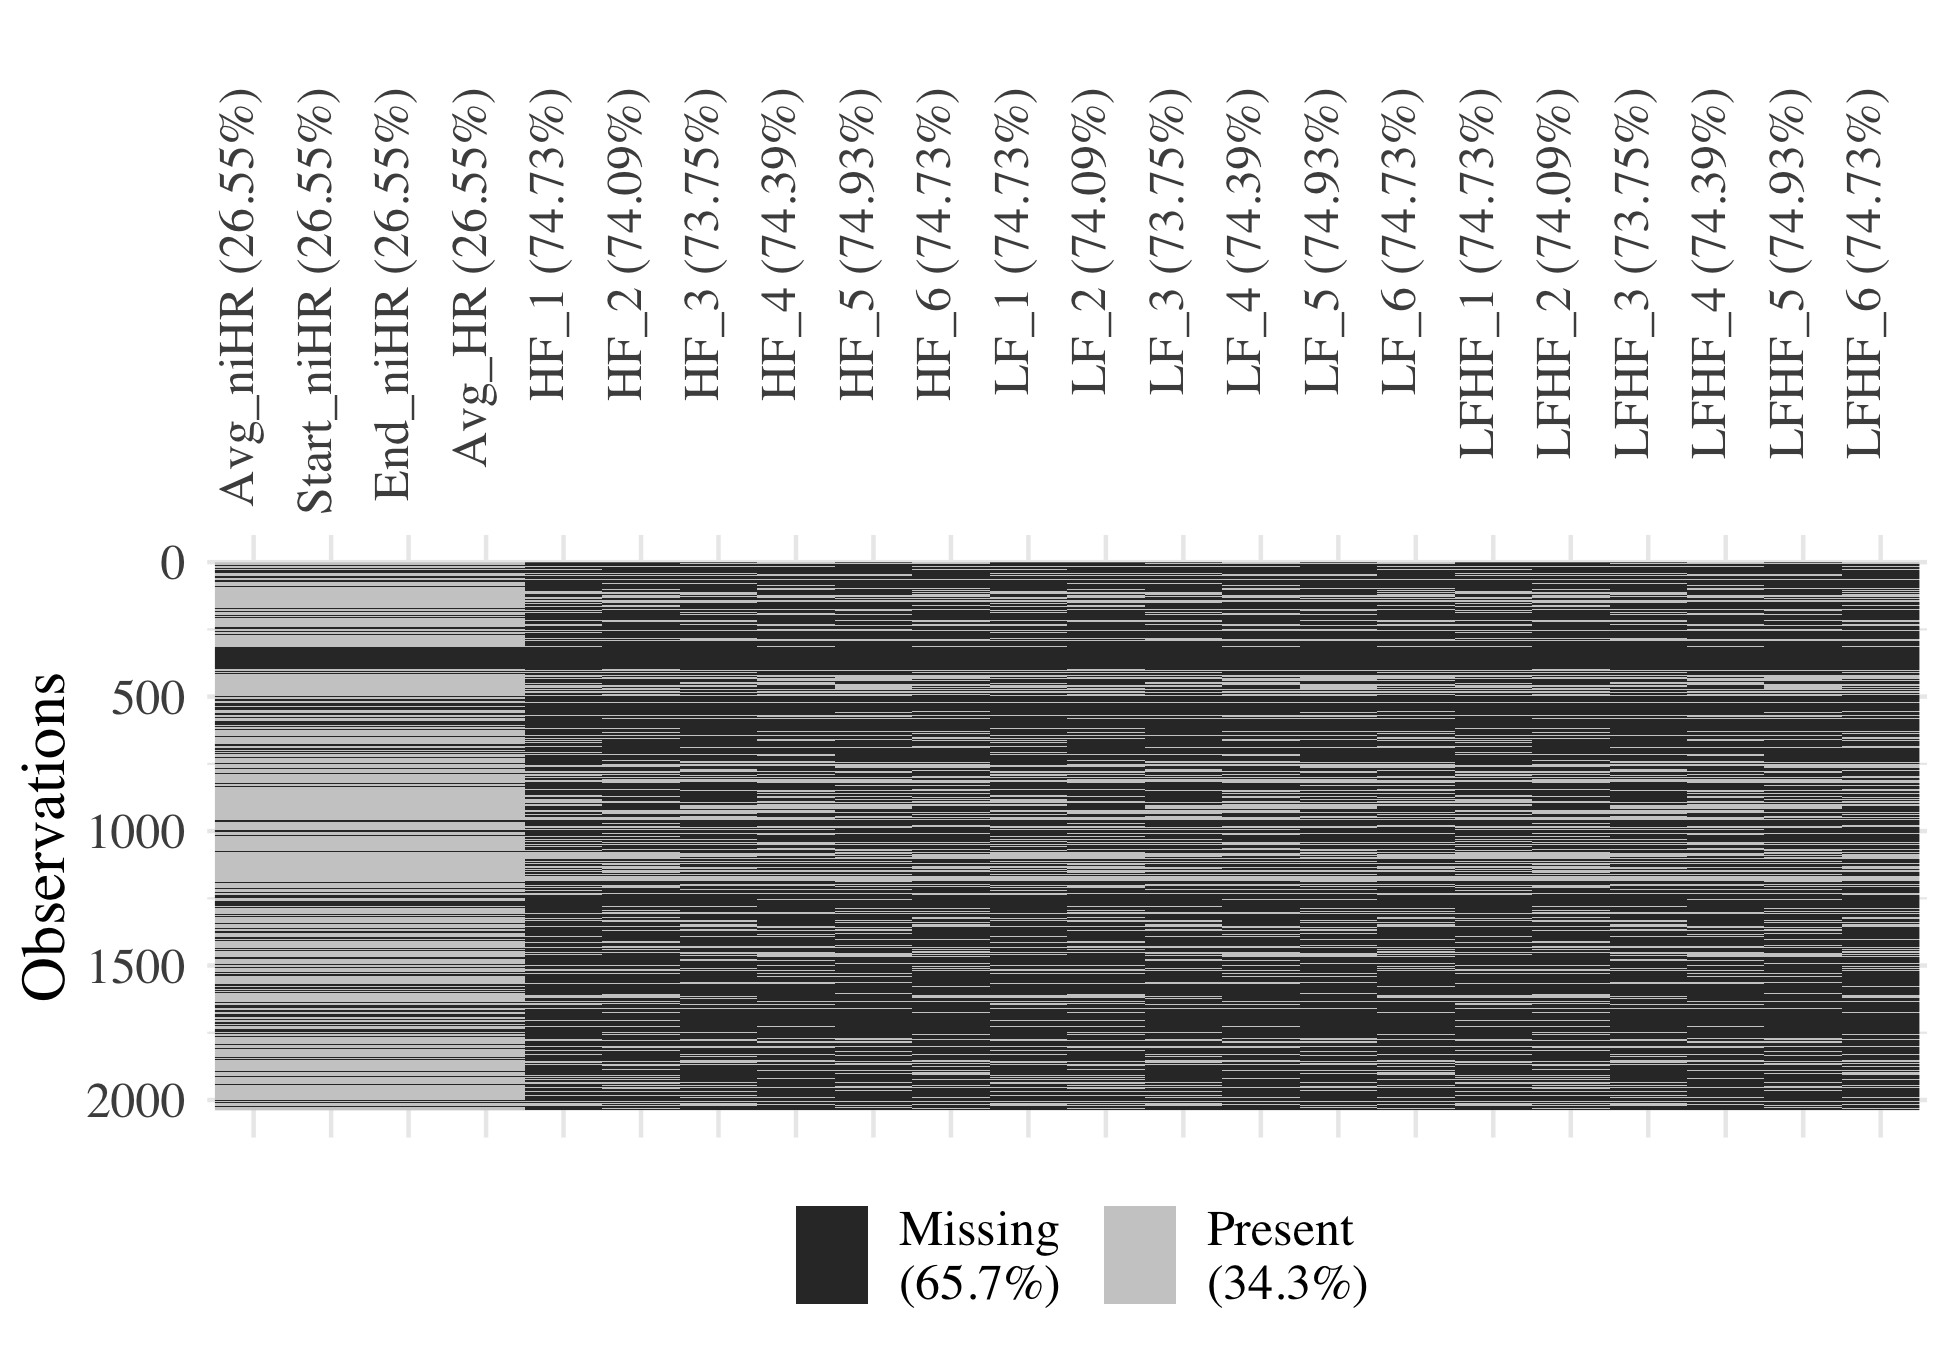 Avg_niHR (26.55%)
Start_niHR (26.55%)
End_niHR (26.55%)
Avg_HR (26.55%)
HF_1 (74.73%)
HF_2 (74.09%)
HF_3 (73.75%)
HF_4 (74.39%)
HF_5 (74.93%)
HF_6 (74.73%)
LF_1 (74.73%)
LF_2 (74.09%)
LF_3 (73.75%)
LF_4 (74.39%)
LF_5 (74.93%)
LF_6 (74.73%)
LFHF_1 (74.73%)
LFHF_2 (74.09%)
LFHF_3 (73.75%)
LFHF_4 (74.39%)
LFHF_5 (74.93%)
LFHF_6 (74.73%)
Observations
0
500
1000
1500
2000
Missing
(65.7%)
Present
(34.3%)